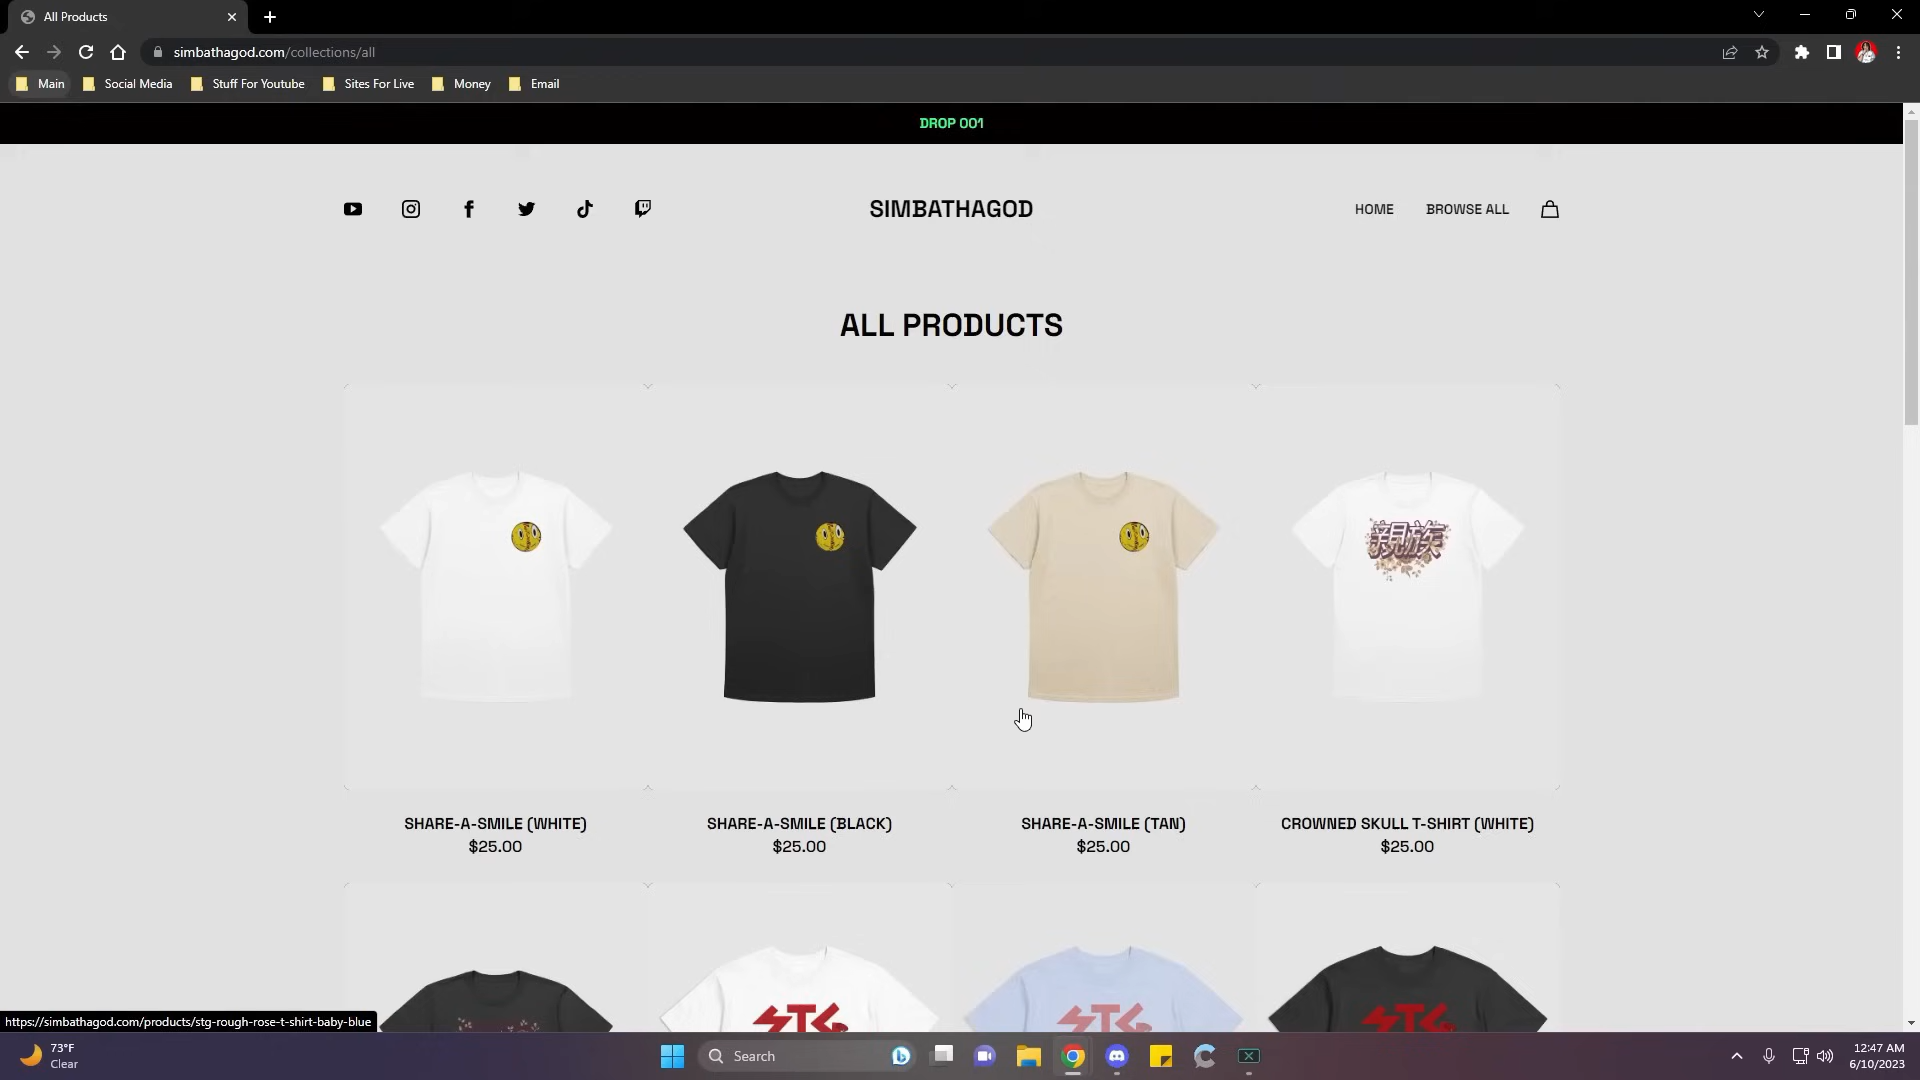 All Products
simbathagod.com/collections/all
Main
Social Media
Stuff For Youtube
Sites For Live
Money
Email
DROP 001
SIMBATHAGOD
HOME
BROWSE ALL
ALL PRODUCTS
親族
SHARE-A-SMILE (WHITE)
$25.00
SHARE-A-SMILE (BLACK)
$25.00
SHARE-A-SMILE (TAN)
$25.00
CROWNED SKULL T-SHIRT (WHITE)
$25.00
STG
STG
STG
https://simbathagod.com/products/stg-rough-rose-t-shirt-baby-blue
73°F
Clear
Search
12:47 AM
6/10/2023